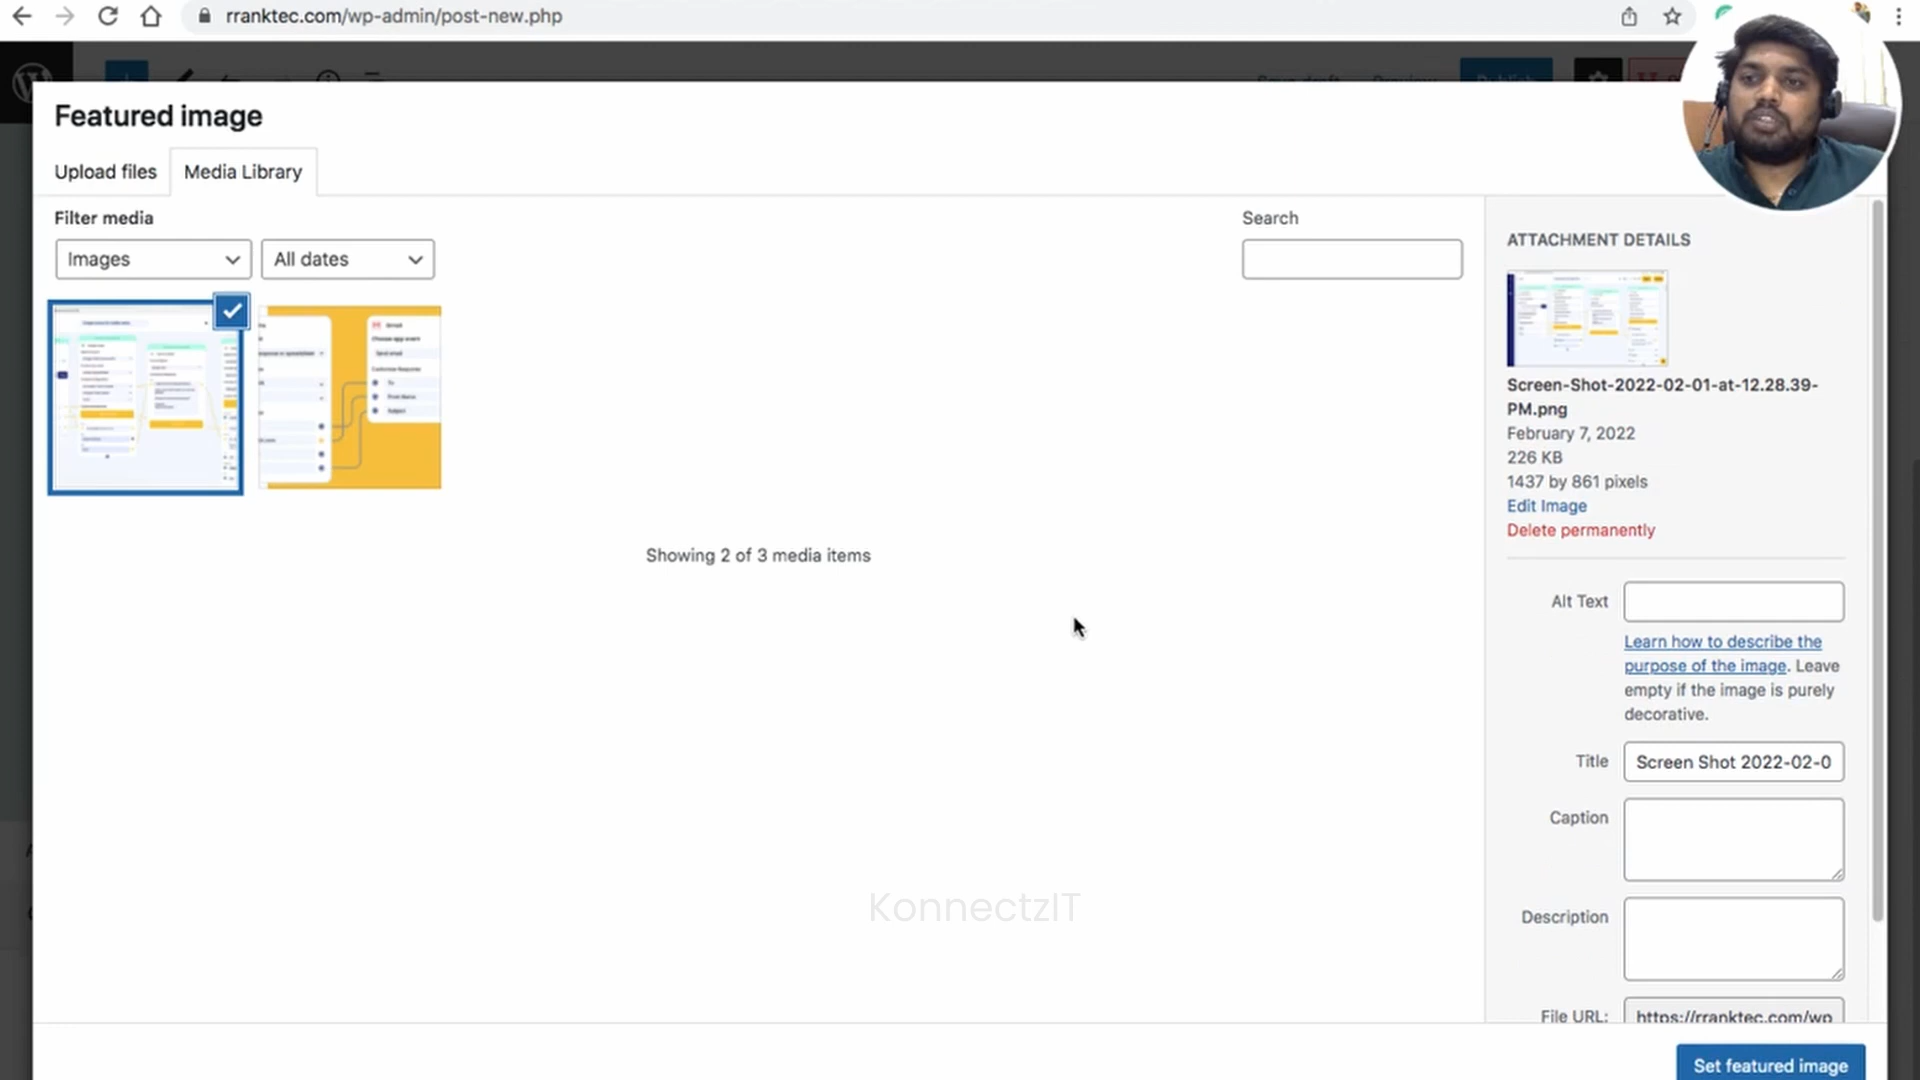 rranktec.com/wp-admin/post-new.php
Save draft Preview Publish
Featured image
Upload files
Media Library
Filter media
Images
All dates
Search
Showing 2 of 3 media items
ATTACHMENT DETAILS
Screen-Shot-2022-02-01-at-12.28.39-
PM.png
February 7, 2022
226 KB
1437 by 861 pixels
Edit Image
Delete permanently
Alt Text
Learn how to describe the
purpose of the image. Leave
empty if the image is purely
decorative.
Title
Screen Shot 2022-02-0
Caption
Description
File URL:
https://rranktec.com/wp
KonnectzIT
Set featured image